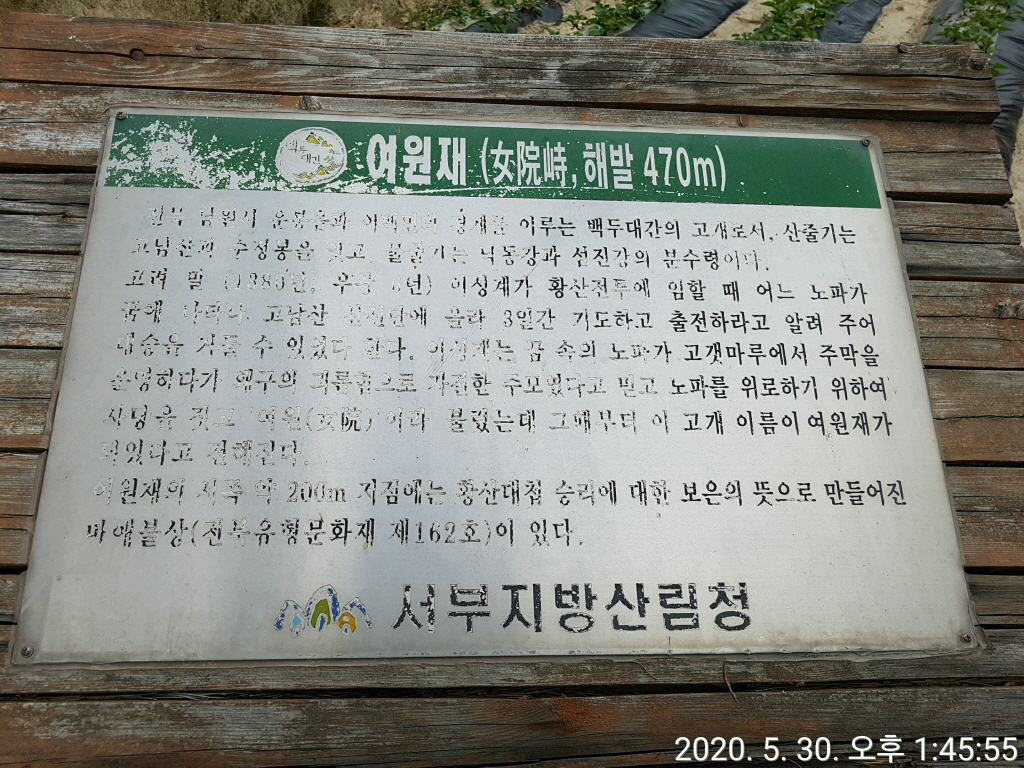 백두대간
여원재 (女院峙, 해발 470m)
전북 남원시 운봉읍과 이백면의 경계를 이루는 백두대간의 고개로서, 산줄기는
고남산과 수정봉을 잇고, 물줄기는 낙동강과 섬진강의 분수령이다.
고려 말 (1380년, 우왕 년) 이성계가 황산전투에 임할 때 어느 노파가
꿈에 나타나 고남산 올라 3일간 기도하고 출전하라고 알려 주어
대승을 거둘 수 있었다 한다. 이성계는 꿈 속의 노파가 고갯마루에서 주막을
운영하다가 왜구의 괴롭힘으로 자결한 주모였다고 믿고 노파를 위로하기 위하여
사당을 짓고 '여원(女院)'이라 불렀는데 그때부터 이 고개 이름이 여원재가
되었다고 전해진다.
여원재의 서쪽 약 200m 지점에는 황산대첩 승리에 대한 보은의 뜻으로 만들어진
마애불상(전북유형문화재 제162호)이 있다.
서부지방산림청
2020. 5. 30. 오후 1:45:55